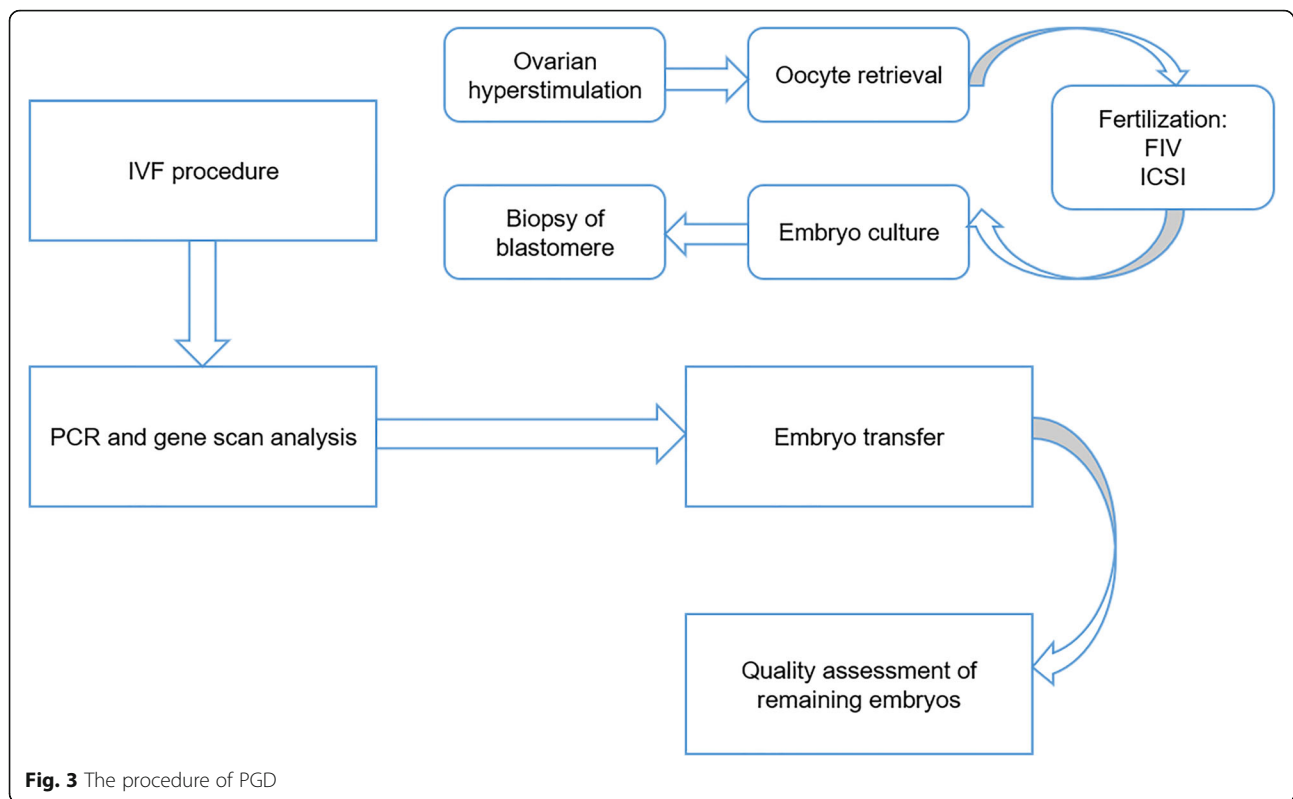 Ovarian
hyperstimulation
Oocyte retrieval
Fertilization:
FIV
ICSI
IVF procedure
Biopsy of
blastomere
Embryo culture
PCR and gene scan analysis
Embryo transfer
Quality assessment of
remaining embryos
Fig. 3 The procedure of PGD